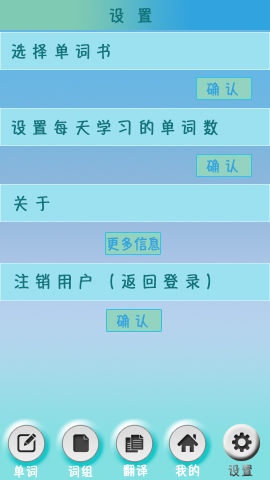 设置
选择单词书
确认
设置每天学习的单词数
确认
关于
更多信息
注销用户（返回登录）
确认
单词 词组 翻译 我的 设置